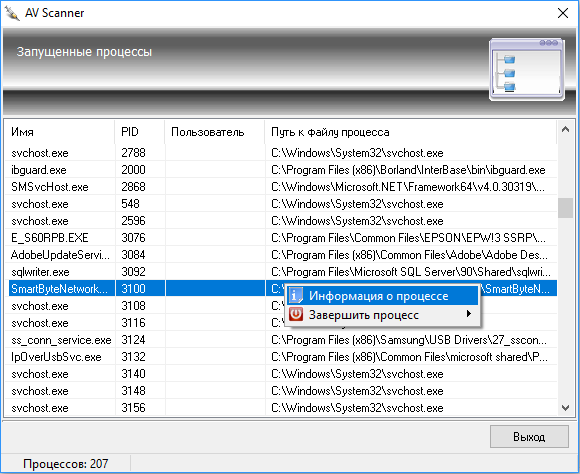 AV Scanner
Запущенные процессы
Имя PID Пользователь Путь к файлу процесса
svchost.exe 2788 C:\Windows\System32\svchost.exe
ibguard.exe 2000 C:\Program Files (x86)\Borland\InterBase\bin\ibguard.exe
SMSvcHost.exe 2868 C:\Windows\Microsoft.NET\Framework64\v4.0.30319\...
svchost.exe 548 C:\Windows\System32\svchost.exe
svchost.exe 2596 C:\Windows\System32\svchost.exe
E_S60RPB.EXE 3076 C:\Program Files\Common Files\EPSON\EPW!3 SSRP\...
AdobeUpdateServi... 3084 C:\Program Files (x86)\Common Files\Adobe\Adobe Des...
sqlwriter.exe 3092 C:\Program Files\Microsoft SQL Server\90\Shared\sqlwri...
SmartByteNetwork... 3100 C:\ \SmartByteN...
Информация о процессе
svchost.exe 3108 C:\
Завершить процесс
svchost.exe 3116 C:\
ss_conn_service.exe 3124 C:\Program Files (x86)\Samsung\USB Drivers\27_sscon...
IpOverUsbSvc.exe 3132 C:\Program Files (x86)\Common Files\microsoft shared\P...
svchost.exe 3140 C:\Windows\System32\svchost.exe
svchost.exe 3148 C:\Windows\System32\svchost.exe
svchost.exe 3156 C:\Windows\System32\svchost.exe
Выход
Процессов: 207